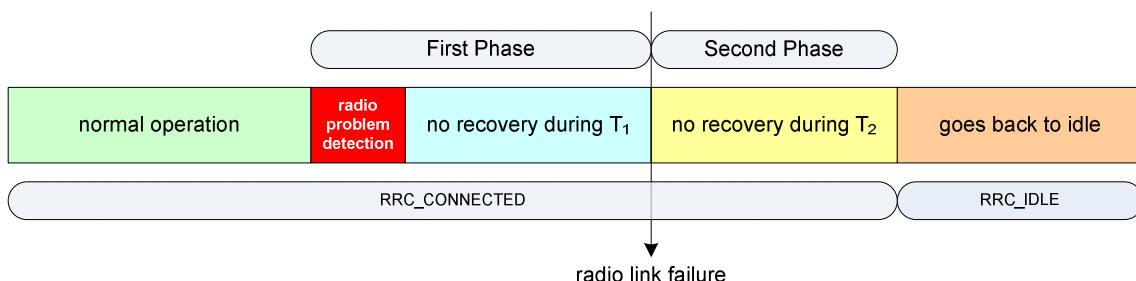 First Phase
Second Phase
normal operation
radio
problem
detection
no recovery during T₁
no recovery during T₂
goes back to idle
RRC_CONNECTED
RRC_IDLE
radio link failure